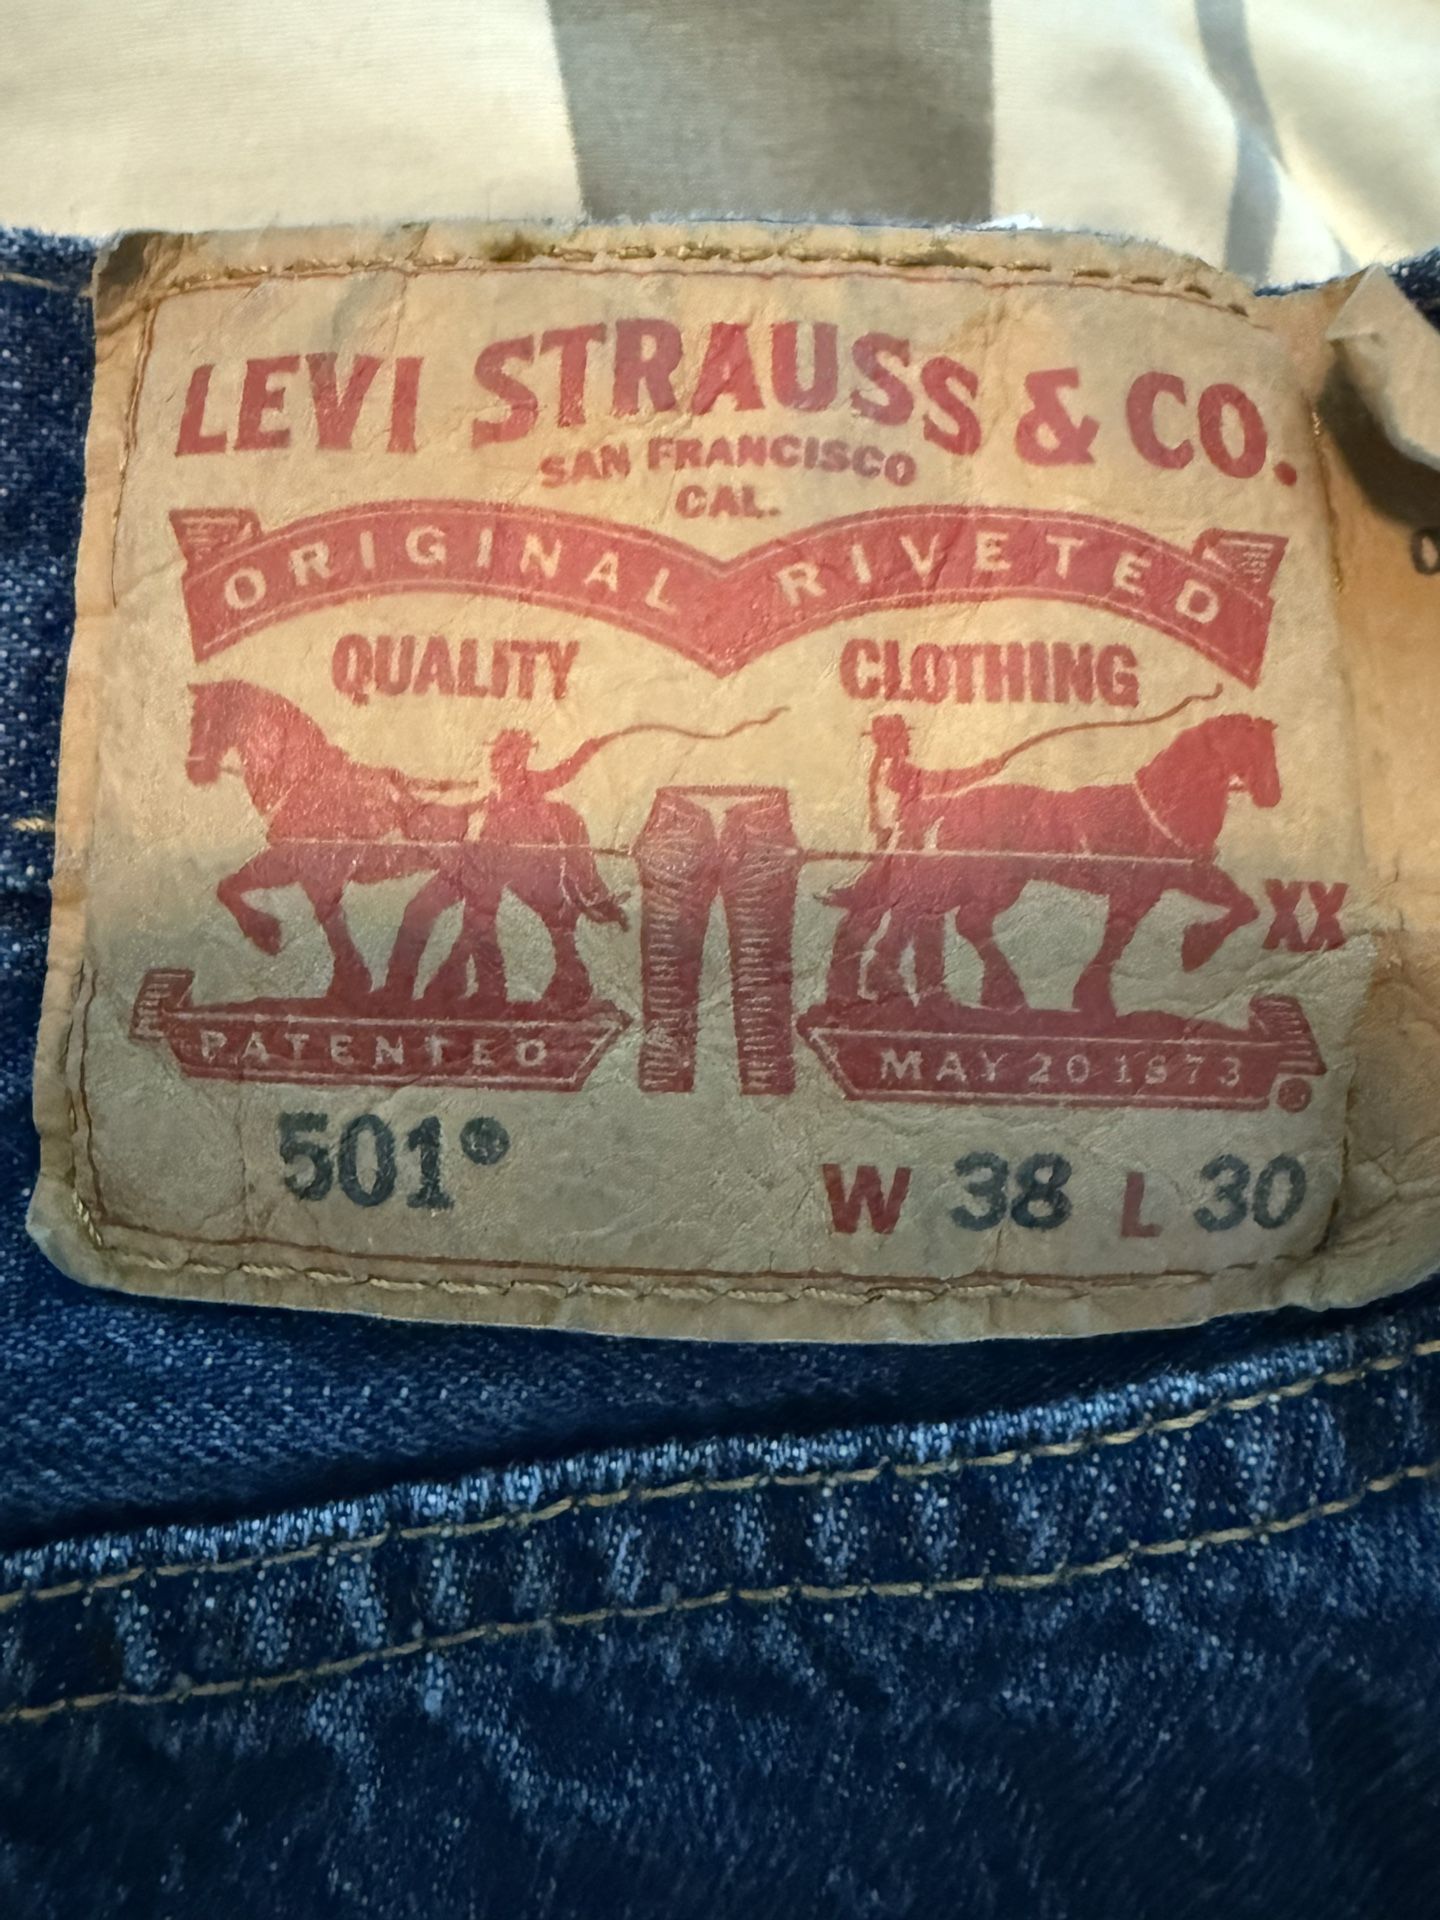 LEVI STRAUSS & CO.
SAN FRANCISCO
CAL.
ORIGINAL RIVETED
QUALITY CLOTHING
XX
PATENTED MAY 20 1873
®
501® W 38 L 30